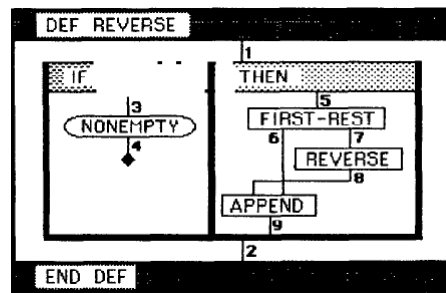 DEF REVERSE
1
IF THEN
3 5
NONEMPTY FIRST-REST
4 6 7
REVERSE
8
APPEND
9
2
END DEF